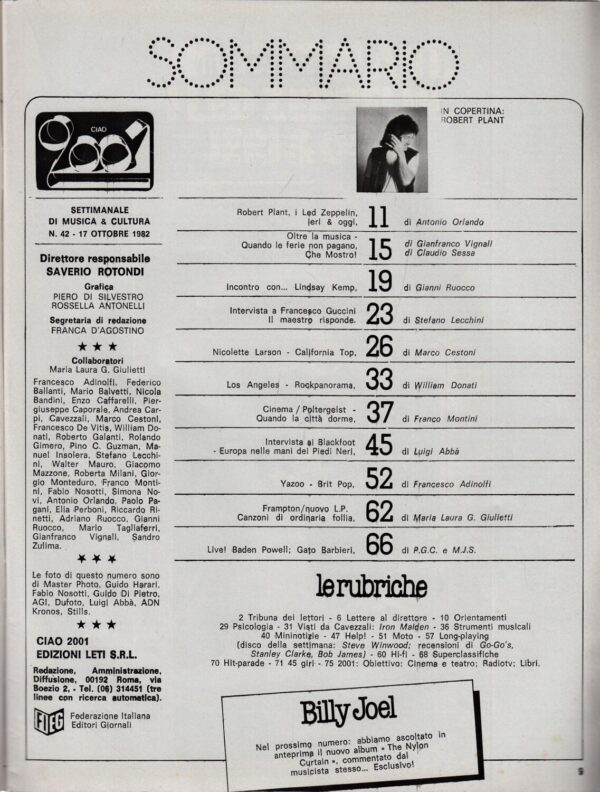 SOMMARIO
CIAO
2001
IN COPERTINA:
ROBERT PLANT
SETTIMANALE
DI MUSICA & CULTURA
N. 42 - 17 OTTOBRE 1982
Direttore responsabile
SAVERIO ROTONDI
Grafica
PIERO DI SILVESTRO
ROSSELLA ANTONELLI
Segretaria di redazione
FRANCA D'AGOSTINO
★ ★ ★
Collaboratori
Maria Laura G. Giulietti
Francesco Adinolfi, Federico
Ballanti, Mario Balvetti, Nicola
Bandini, Enzo Caffarelli, Pier-
giuseppe Caporale, Andrea Car-
pi, Cavezzali, Marco Cestoni,
Francesco De Vitis, William Do-
nati, Roberto Galanti, Rolando
Gimero, Pino C. Guzman, Ma-
nuel Insolera, Stefano Lecchi-
ni, Walter Mauro, Giacomo
Mazzone, Roberta Milani, Gior-
gio Monteduro, Franco Monti-
ni, Fabio Nosotti, Simona No-
vi, Antonio Orlando, Paolo Pa-
gani, Elia Perboni, Riccardo Ri-
netti, Adriano Ruocco, Gianni
Ruocco, Mario Tagliaferri,
Gianfranco Vignali, Sandro
Zulima.
★ ★ ★
Le foto di questo numero sono
di Master Photo, Guido Harari,
Fabio Nosotti, Guido Di Pietro,
AGI, Dufoto, Luigi Abbà, ADN
Kronos, Stills.
★ ★ ★
CIAO 2001
EDIZIONI LETI S.R.L.
Redazione, Amministrazione,
Diffusione, 00192 Roma, via
Boezio 2, - Tel. (06) 314451 (tre
linee con ricerca automatica).
FIEG Federazione Italiana
Editori Giornali
Robert Plant, i Led Zeppelin,
ieri & oggi, 11 di Antonio Orlando
Oltre la musica -
Quando le ferie non pagano,
Che Mostro! 15 di Gianfranco Vignali
di Claudio Sessa
Incontro con... Lindsay Kemp, 19 di Gianni Ruocco
Intervista a Francesco Guccini
Il maestro risponde. 23 di Stefano Lecchini
Nicolette Larson - California Top, 26 di Marco Cestoni
Los Angeles - Rockpanorama, 33 di William Donati
Cinema / Poltergeist -
Quando la città dorme, 37 di Franco Montini
Intervista ai Blackfoot
- Europa nelle mani dei Piedi Neri, 45 di Luigi Abbà
Yazoo - Brit Pop, 52 di Francesco Adinolfi
Frampton/nuovo L.P.
Canzoni di ordinaria follia, 62 di Maria Laura G. Giulietti
Live! Baden Powell; Gato Barbieri, 66 di P.G.C. e M.J.S.
le rubriche
2 Tribuna dei lettori - 6 Lettere al direttore - 10 Orientamenti
29 Psicologia - 31 Visti da Cavezzali: Iron Maiden - 36 Strumenti musicali
40 Mininotizie - 47 Help! - 51 Moto - 57 Long-playing
(disco della settimana: Steve Winwood; recensioni di Go-Go's,
Stanley Clarke, Bob James) - 60 Hi-fi - 68 Superclassifiche
70 Hit-parade - 71 45 giri - 75 2001: Obiettivo: Cinema e teatro; Radiotv; Libri.
Billy Joel
Nel prossimo numero: abbiamo ascoltato in
anteprima il nuovo album « The Nylon
Curtain », commentato dal
musicista stesso... Esclusivo!
9